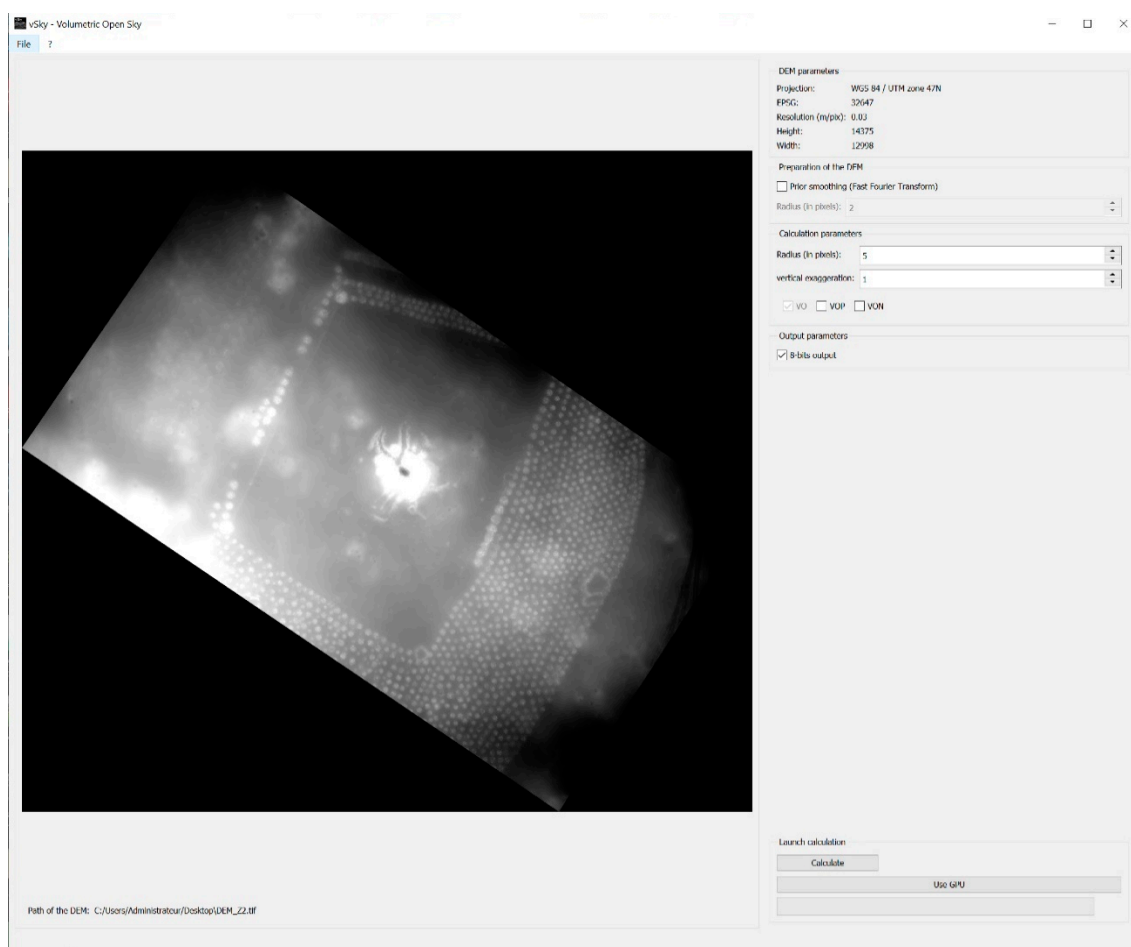 vSky - Volumetric Open Sky
File ?
DEM parameters
Projection: WGS 84 / UTM zone 47N
EPSG: 32647
Resolution (m/pix): 0.03
Height: 14375
Width: 12998
Preparation of the DEM
Prior smoothing (Fast Fourier Transform)
Radius (in pixels): 2
Calculation parameters
Radius (in pixels): 5
vertical exaggeration: 1
VO VOP VON
Output parameters
8-bits output
Launch calculation
Calculate
Use GPU
Path of the DEM: C:/Users/Administrateur/Desktop\DEM_Z2.tif